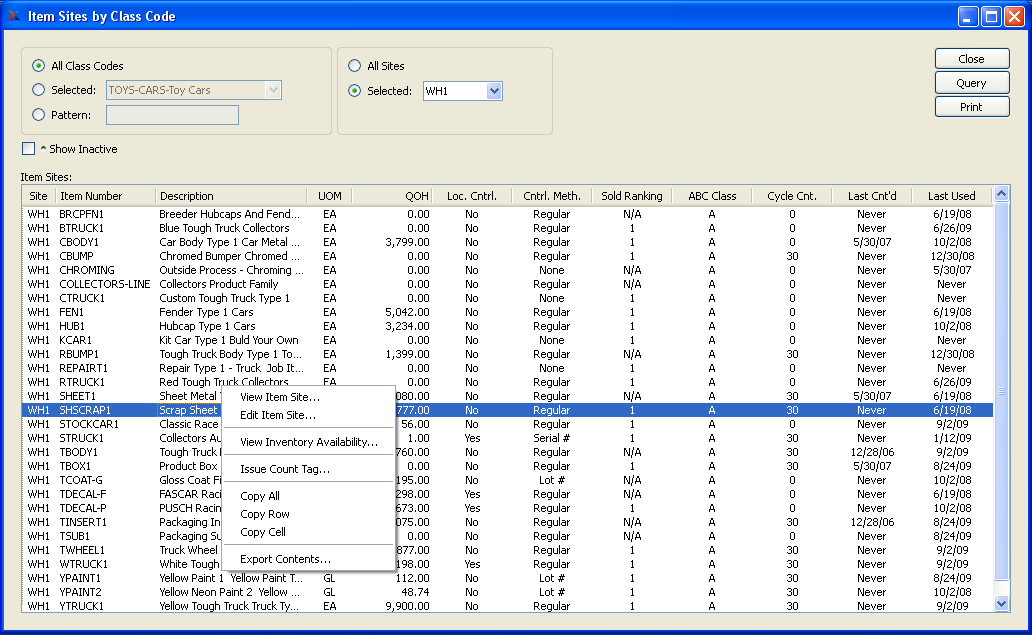 Item Sites by Class Code
All Class Codes
Selected: TOYS-CARS-Toy Cars
Pattern:
All Sites
Selected: WH1
Close
Query
Print
^ Show Inactive
Item Sites:
Site Item Number Description UOM QOH Loc. Cntrl. Cntrl. Meth. Sold Ranking ABC Class Cycle Cnt. Last Cnt'd Last Used
WH1 BRCPFN1 Breeder Hubcaps And Fend... EA 0.00 No Regular N/A A 0 Never 6/19/08
WH1 BTRUCK1 Blue Tough Truck Collectors EA 0.00 No Regular 1 A 0 Never 6/26/09
WH1 CBODY1 Car Body Type 1 Car Metal ... EA 3,799.00 No Regular 1 A 0 5/30/07 10/2/08
WH1 CBUMP Chromed Bumper Chromed ... EA 0.00 No Regular 1 A 30 Never 12/30/08
WH1 CHROMING Outside Process - Chroming ... EA 0.00 No None N/A A 0 Never 5/30/07
WH1 COLLECTORS-LINE Collectors Product Family EA 0.00 No Regular N/A A 0 Never Never
WH1 CTRUCK1 Custom Tough Truck Type 1 EA 0.00 No None 1 A 0 Never Never
WH1 FEN1 Fender Type 1 Cars EA 5,042.00 No Regular 1 A 0 Never 6/19/08
WH1 HUB1 Hubcap Type 1 Cars EA 3,234.00 No Regular 1 A 0 Never 10/2/08
WH1 KCAR1 Kit Car Type 1 Buld Your Own EA 0.00 No None 1 A 0 Never Never
WH1 RBUMP1 Tough Truck Body Type 1 To... EA 1,399.00 No Regular N/A A 30 Never 12/30/08
WH1 REPAIRT1 Repair Type 1 - Truck Job It... EA 0.00 No None 1 A 0 Never Never
WH1 RTRUCK1 Red Tough Truck Collectors EA 0.00 No Regular 1 A 0 Never 6/26/09
WH1 SHEET1 Sheet Metal 080.00 No Regular N/A A 30 5/30/07 6/19/08
WH1 SHSCRAP1 Scrap Sheet 777.00 No Regular 1 A 30 Never 6/19/08
WH1 STOCKCAR1 Classic Race 56.00 No Regular 1 A 0 Never 9/2/09
WH1 STRUCK1 Collectors Au 1.00 Yes Serial # 1 A 30 Never 1/12/09
WH1 TBODY1 Tough Truck 760.00 No Regular 1 A 30 12/28/06 9/2/09
WH1 TBOX1 Product Box 0.00 No Regular 1 A 0 5/30/07 8/24/09
WH1 TCOAT-G Gloss Coat Fi 195.00 No Lot # N/A A 0 Never 10/2/08
WH1 TDECAL-F FASCAR Raci 298.00 Yes Regular N/A A 0 Never 6/19/08
WH1 TDECAL-P PUSCH Racin 673.00 Yes Regular 1 A 0 Never 10/2/08
WH1 TINSERT1 Packaging In 075.00 No Regular N/A A 30 12/28/06 8/24/09
WH1 TSUB1 Packaging Su 0.00 No Regular N/A A 0 Never 8/24/09
WH1 TWHEEL1 Truck Wheel 877.00 No Regular 1 A 30 Never 9/2/09
WH1 WTRUCK1 White Tough 198.00 Yes Regular 1 A 30 Never 9/2/09
WH1 YPAINT1 Yellow Paint 1 Yellow Paint T... GL 112.00 No Lot # 1 A 30 Never 8/24/09
WH1 YPAINT2 Yellow Neon Paint 2 Yellow ... GL 48.74 No Lot # 1 A 30 Never 10/2/08
WH1 YTRUCK1 Yellow Tough Truck Truck Ty... EA 9,900.00 No Regular 1 A 30 Never 9/2/09
View Item Site...
Edit Item Site...
View Inventory Availability...
Issue Count Tag...
Copy All
Copy Row
Copy Cell
Export Contents...